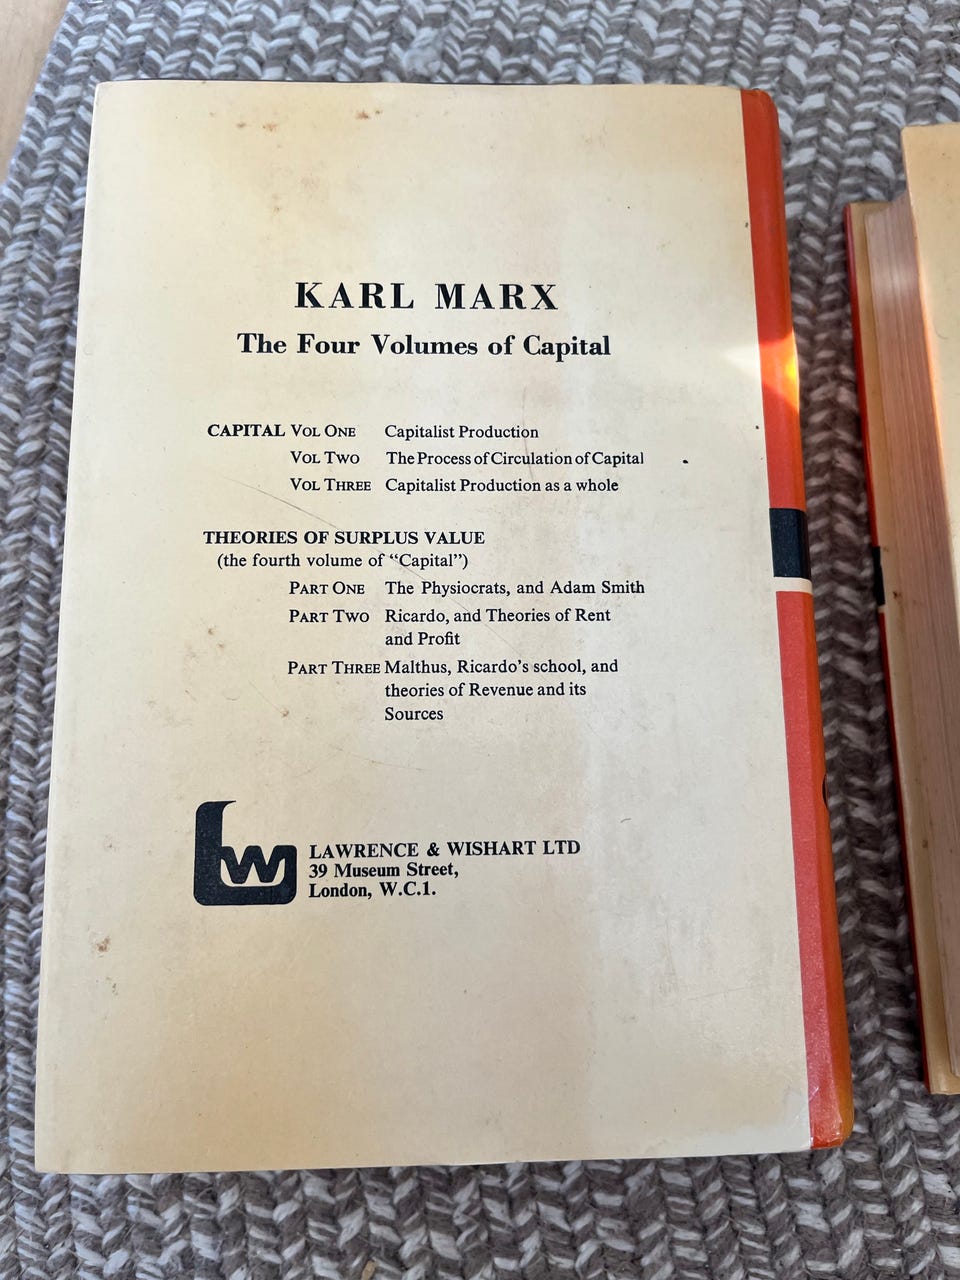 KARL MARX
The Four Volumes of Capital
CAPITAL VOL ONE Capitalist Production
VOL TWO The Process of Circulation of Capital
VOL THREE Capitalist Production as a whole
THEORIES OF SURPLUS VALUE
(the fourth volume of “Capital”)
PART ONE The Physiocrats, and Adam Smith
PART TWO Ricardo, and Theories of Rent
and Profit
PART THREE Malthus, Ricardo’s school, and
theories of Revenue and its
Sources
lw
LAWRENCE & WISHART LTD
39 Museum Street,
London, W.C.1.